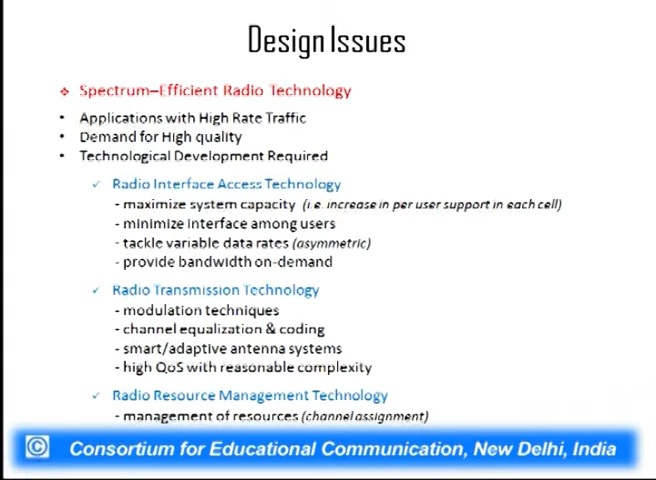 Design Issues
❖ Spectrum–Efficient Radio Technology
• Applications with High Rate Traffic
• Demand for High quality
• Technological Development Required
✓ Radio Interface Access Technology
- maximize system capacity (i.e. increase in per user support in each cell)
- minimize interface among users
- tackle variable data rates (asymmetric)
- provide bandwidth on-demand
✓ Radio Transmission Technology
- modulation techniques
- channel equalization & coding
- smart/adaptive antenna systems
- high QoS with reasonable complexity
✓ Radio Resource Management Technology
- management of resources (channel assignment)
© Consortium for Educational Communication, New Delhi, India